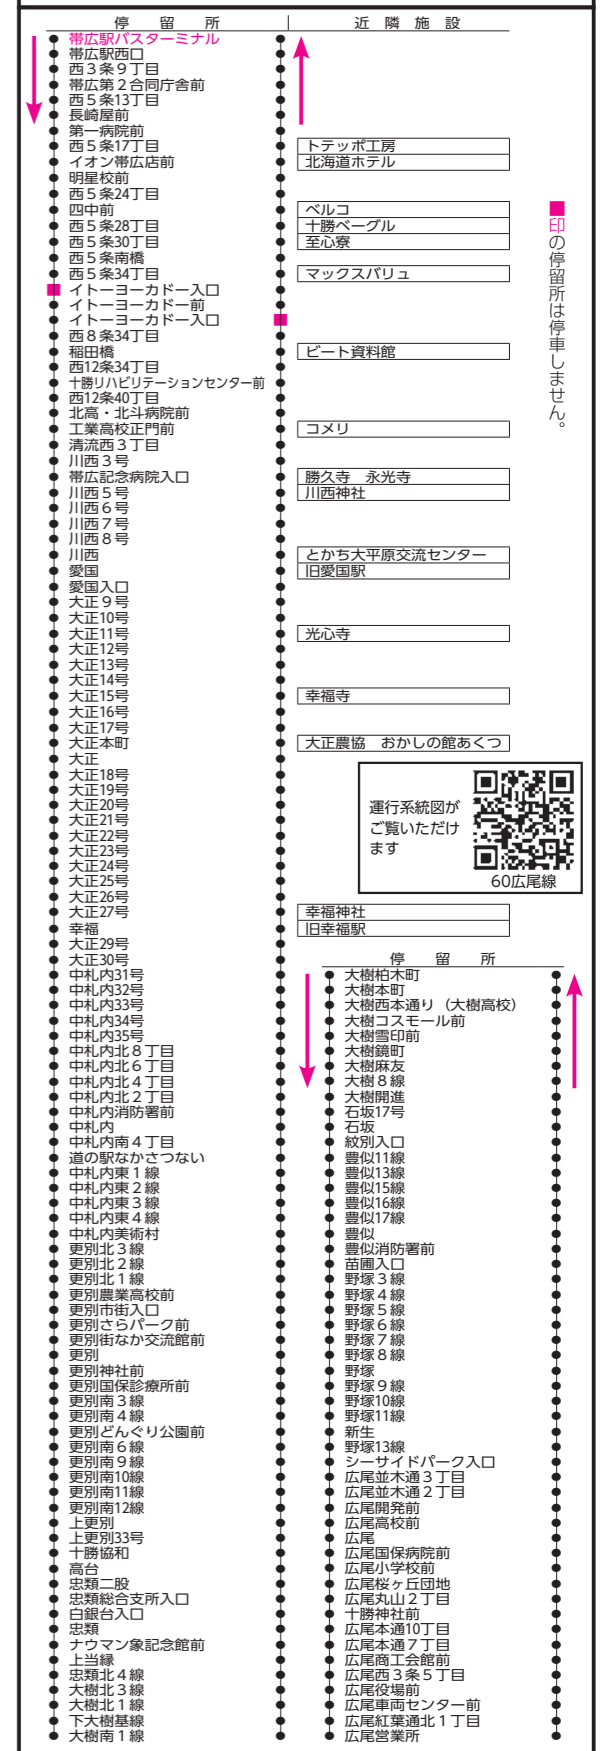 停留所 近隣施設
帯広駅バスターミナル
帯広駅西口
西３条９丁目
帯広第２合同庁舎前
西５条13丁目
長崎屋前
第一病院前
西５条17丁目 トテッポ工房
イオン帯広店前 北海道ホテル
明星校前
西５条24丁目
四中前 ベルコ
西５条28丁目 十勝ベーグル
西５条30丁目 至心寮
西５条南橋
西５条34丁目 マックスバリュ
イトーヨーカドー入口
イトーヨーカドー前
イトーヨーカドー入口
西８条34丁目
稲田橋 ビート資料館
西12条34丁目
十勝リハビリテーションセンター前
西12条40丁目
北高・北斗病院前
工業高校正門前 コメリ
清流西３丁目
川西３号
帯広記念病院入口 勝久寺　永光寺
川西５号 川西神社
川西６号
川西７号
川西８号
川西 とかち大平原交流センター
愛国 旧愛国駅
愛国入口
大正９号
大正10号
大正11号 光心寺
大正12号
大正13号
大正14号
大正15号 幸福寺
大正16号
大正17号
大正本町 大正農協　おかしの館あくつ
大正
大正18号
大正19号
大正20号
大正21号
大正22号
大正23号
大正24号
大正25号
大正26号
大正27号 幸福神社
幸福 旧幸福駅
大正29号
大正30号
中札内31号
中札内32号
中札内33号
中札内34号
中札内35号
中札内北８丁目
中札内北６丁目
中札内北４丁目
中札内北２丁目
中札内消防署前
中札内
中札内南４丁目
道の駅なかさつない
中札内東１線
中札内東２線
中札内東３線
中札内東４線
中札内美術村
更別北３線
更別北２線
更別北１線
更別農業高校前
更別市街入口
更別さらパーク前
更別街なか交流館前
更別
更別神社前
更別国保診療所前
更別南３線
更別南４線
更別どんぐり公園前
更別南６線
更別南９線
更別南10線
更別南11線
更別南12線
上更別
上更別33号
十勝協和
高台
忠類二股
忠類総合支所入口
白銀台入口
忠類
ナウマン象記念館前
上当縁
忠類北４線
大樹北３線
大樹北１線
下大樹基線
大樹南１線
■印の停留所は停車しません。
運行系統図が
ご覧いただけ
ます
60広尾線
停留所
大樹柏木町
大樹本町
大樹西本通り（大樹高校）
大樹コスモール前
大樹雪印前
大樹鏡町
大樹麻友
大樹８線
大樹開進
石坂17号
石坂
紋別入口
豊似11線
豊似13線
豊似15線
豊似16線
豊似17線
豊似
豊似消防署前
苗圃入口
野塚３線
野塚４線
野塚５線
野塚６線
野塚７線
野塚８線
野塚
野塚９線
野塚10線
野塚11線
新生
野塚13線
シーサイドパーク入口
広尾並木通３丁目
広尾並木通２丁目
広尾開発前
広尾高校前
広尾
広尾国保病院前
広尾小学校前
広尾桜ヶ丘団地
広尾丸山２丁目
十勝神社前
広尾本通10丁目
広尾本通７丁目
広尾商工会館前
広尾西３条５丁目
広尾役場前
広尾車両センター前
広尾紅葉通北１丁目
広尾営業所